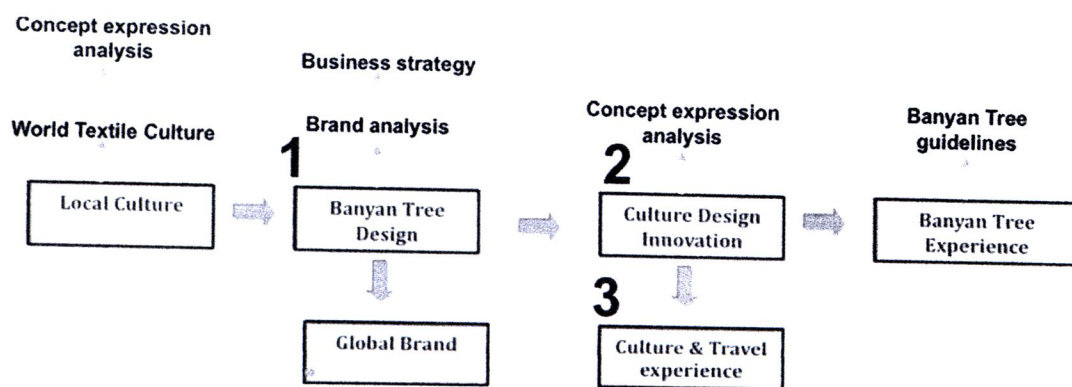 Concept expression
analysis
Business strategy
World Textile Culture
Brand analysis
Concept expression
analysis
Banyan Tree
guidelines
1
2
Local Culture
Banyan Tree
Design
Culture Design
Innovation
Banyan Tree
Experience
3
Global Brand
Culture & Travel
experience